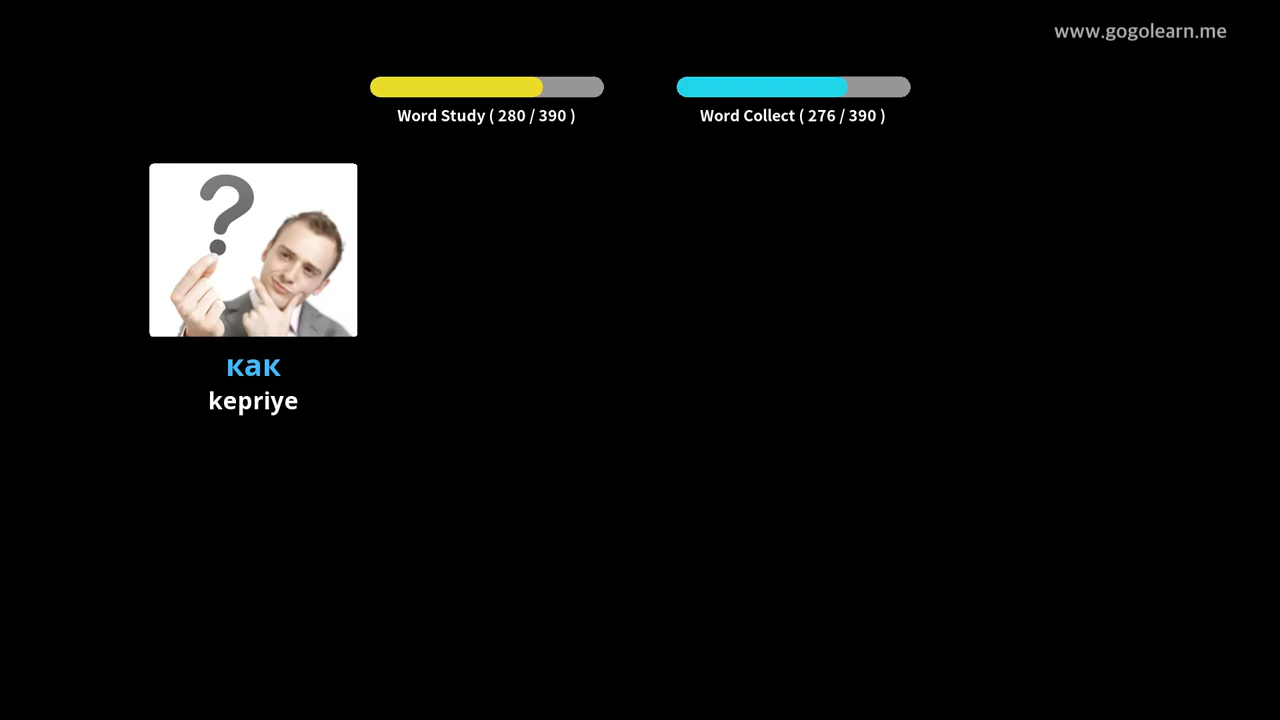 www.gogolearn.me
Word Study ( 280 / 390 )
Word Collect ( 276 / 390 )
?
как
kepriye